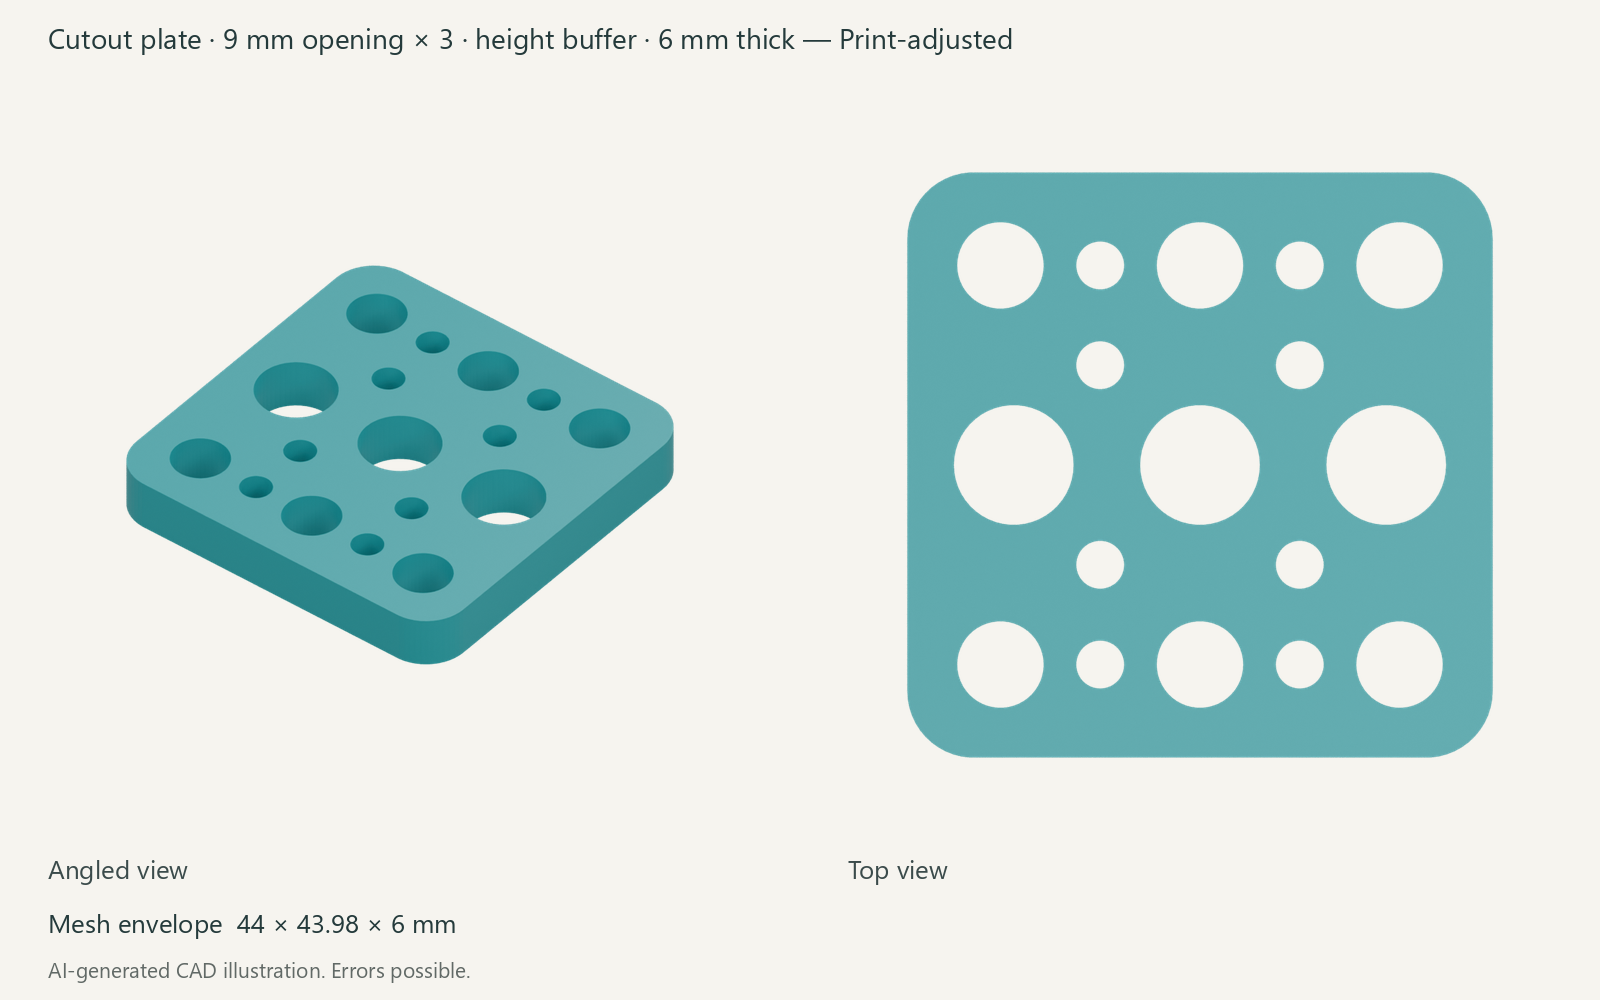 Cutout plate · 9 mm opening × 3 · height buffer · 6 mm thick — Print-adjusted
Angled view
Top view
Mesh envelope 44 × 43.98 × 6 mm
AI-generated CAD illustration. Errors possible.